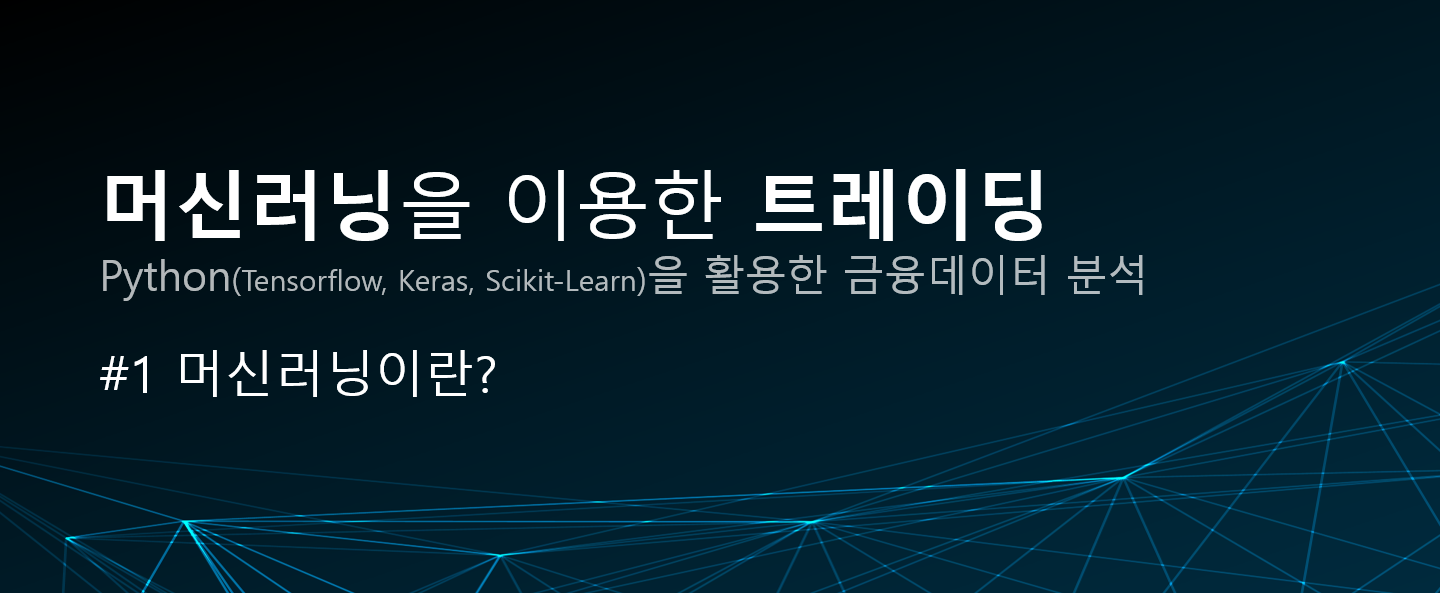 머신러닝을 이용한 트레이딩
Python(Tensorflow, Keras, Scikit-Learn)을 활용한 금융데이터 분석
#1 머신러닝이란?